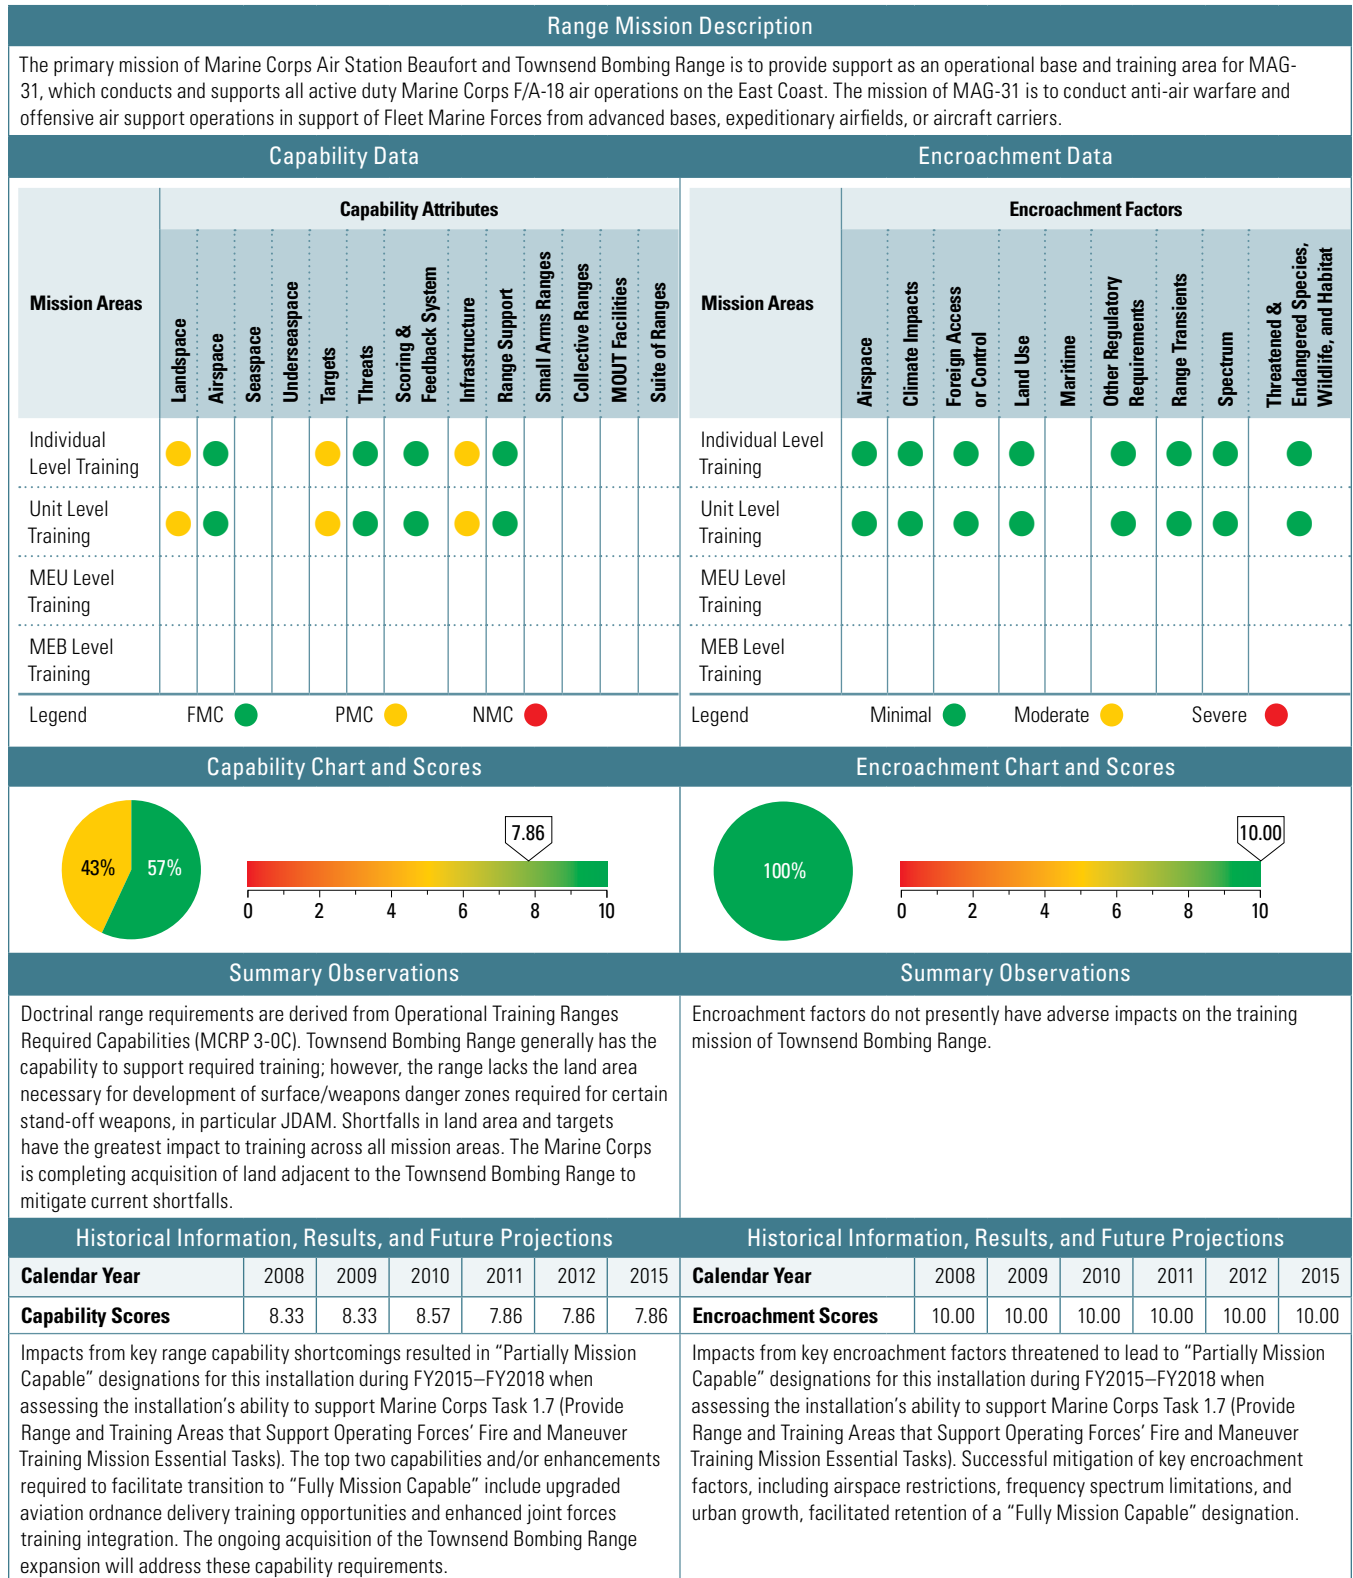 Range Mission Description
The primary mission of Marine Corps Air Station Beaufort and Townsend Bombing Range is to provide support as an operational base and training area for MAG-
31, which conducts and supports all active duty Marine Corps F/A-18 air operations on the East Coast. The mission of MAG-31 is to conduct anti-air warfare and
offensive air support operations in support of Fleet Marine Forces from advanced bases, expeditionary airfields, or aircraft carriers.
Capability Data
Mission Areas
Capability Attributes
Landspace
Airspace
Seaspace
Underseaspace
Targets
Threats
Scoring &
Feedback System
Infrastructure
Range Support
Small Arms Ranges
Collective Ranges
MOUT Facilities
Suite of Ranges
Individual
Level Training
Unit Level
Training
MEU Level
Training
MEB Level
Training
Legend FMC PMC NMC
Encroachment Data
Mission Areas
Encroachment Factors
Airspace
Climate Impacts
Foreign Access
or Control
Land Use
Maritime
Other Regulatory
Requirements
Range Transients
Spectrum
Threatened &
Endangered Species,
Wildlife, and Habitat
Individual Level
Training
Unit Level
Training
MEU Level
Training
MEB Level
Training
Legend Minimal Moderate Severe
Capability Chart and Scores
43% 57%
7.86
0 2 4 6 8 10
Encroachment Chart and Scores
100%
10.00
0 2 4 6 8 10
Summary Observations
Doctrinal range requirements are derived from Operational Training Ranges
Required Capabilities (MCRP 3-0C). Townsend Bombing Range generally has the
capability to support required training; however, the range lacks the land area
necessary for development of surface/weapons danger zones required for certain
stand-off weapons, in particular JDAM. Shortfalls in land area and targets
have the greatest impact to training across all mission areas. The Marine Corps
is completing acquisition of land adjacent to the Townsend Bombing Range to
mitigate current shortfalls.
Summary Observations
Encroachment factors do not presently have adverse impacts on the training
mission of Townsend Bombing Range.
Historical Information, Results, and Future Projections
Calendar Year 2008 2009 2010 2011 2012 2015
Capability Scores 8.33 8.33 8.57 7.86 7.86 7.86
Impacts from key range capability shortcomings resulted in “Partially Mission
Capable” designations for this installation during FY2015–FY2018 when
assessing the installation’s ability to support Marine Corps Task 1.7 (Provide
Range and Training Areas that Support Operating Forces’ Fire and Maneuver
Training Mission Essential Tasks). The top two capabilities and/or enhancements
required to facilitate transition to “Fully Mission Capable” include upgraded
aviation ordnance delivery training opportunities and enhanced joint forces
training integration. The ongoing acquisition of the Townsend Bombing Range
expansion will address these capability requirements.
Historical Information, Results, and Future Projections
Calendar Year 2008 2009 2010 2011 2012 2015
Encroachment Scores 10.00 10.00 10.00 10.00 10.00 10.00
Impacts from key encroachment factors threatened to lead to “Partially Mission
Capable” designations for this installation during FY2015–FY2018 when
assessing the installation’s ability to support Marine Corps Task 1.7 (Provide
Range and Training Areas that Support Operating Forces’ Fire and Maneuver
Training Mission Essential Tasks). Successful mitigation of key encroachment
factors, including airspace restrictions, frequency spectrum limitations, and
urban growth, facilitated retention of a “Fully Mission Capable” designation.